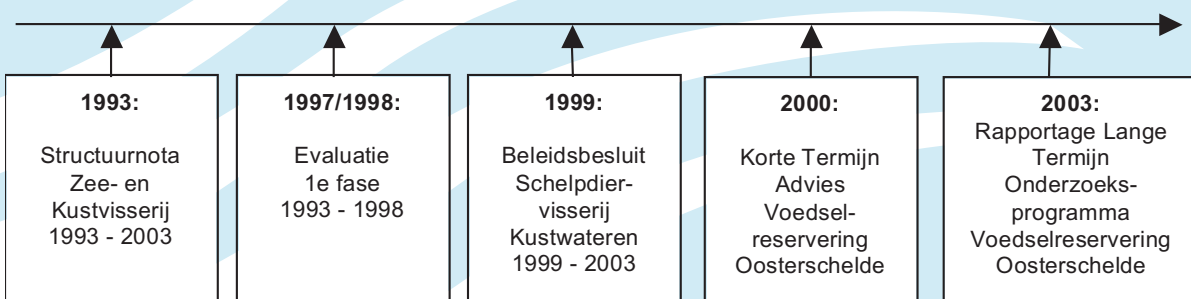 1993:
Structuurnota
Zee- en
Kustvisserij
1993 - 2003
1997/1998:
Evaluatie
1e fase
1993 - 1998
1999:
Beleidsbesluit
Schelpdier-
visserij
Kustwateren
1999 - 2003
2000:
Korte Termijn
Advies
Voedsel-
reservering
Oosterschelde
2003:
Rapportage Lange
Termijn
Onderzoeks-
programma
Voedselreservering
Oosterschelde